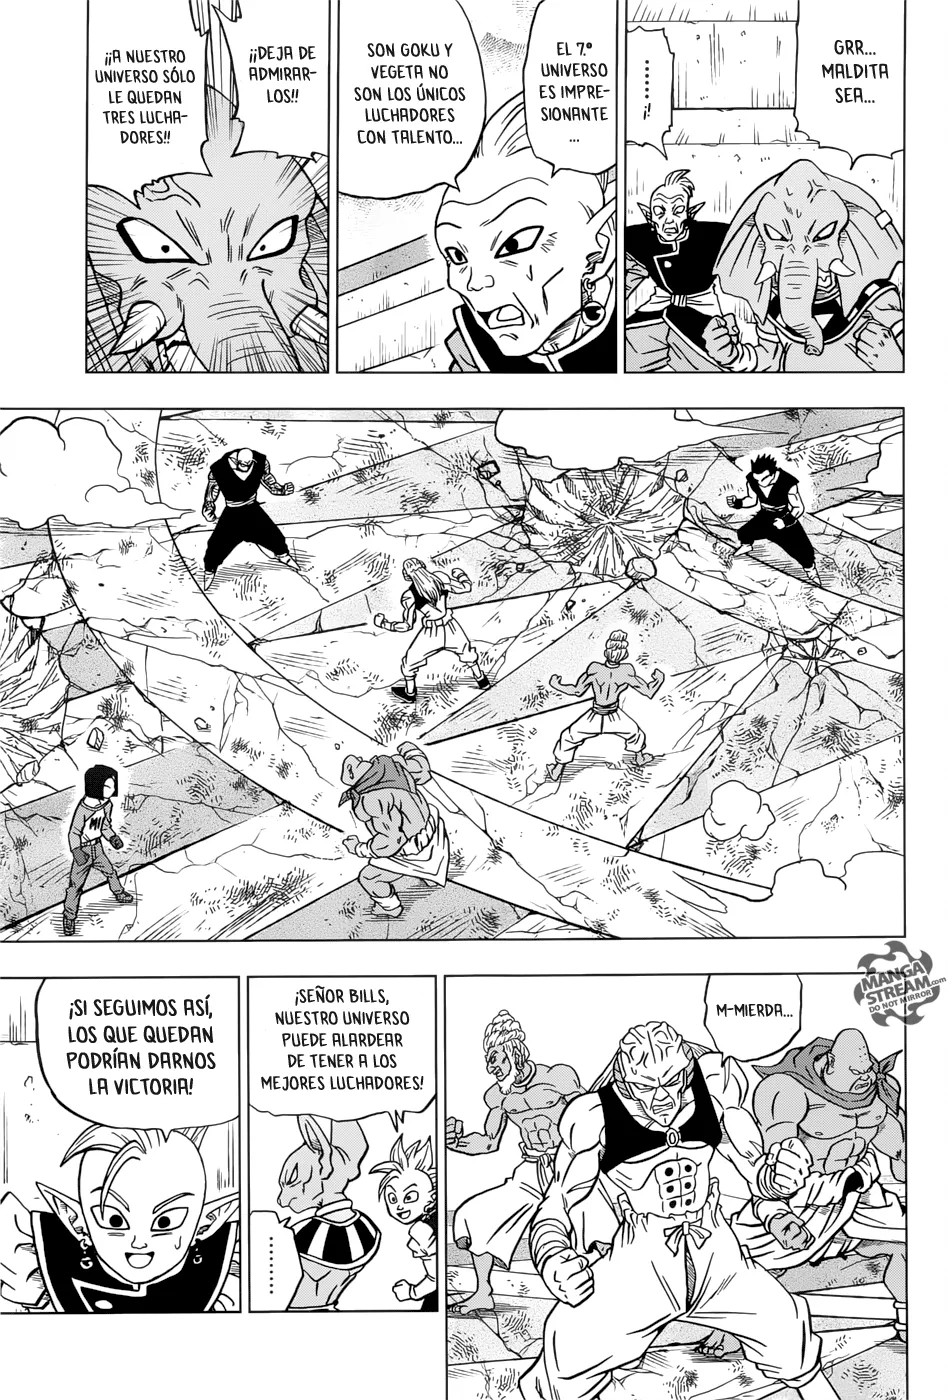 GRR...
MALDITA
SEA...
........
¡!
EL 7.º
UNIVERSO
ES IMPRE-
SIONANTE
...
SON GOKU Y
VEGETA NO
SON LOS ÚNICOS
LUCHADORES
CON TALENTO...
¡¡DEJA DE
ADMIRAR-
LOS!!
¡¡A NUESTRO
UNIVERSO SÓLO
LE QUEDAN
TRES LUCHA-
DORES!!
MANGA
STREAM.com
DO NOT MIRROR
M-MIERDA...
¡SEÑOR BILLS,
NUESTRO UNIVERSO
PUEDE ALARDEAR
DE TENER A LOS
MEJORES LUCHADORES!
........
¡SI SEGUIMOS ASÍ,
LOS QUE QUEDAN
PODRÍAN DARNOS
LA VICTORIA!